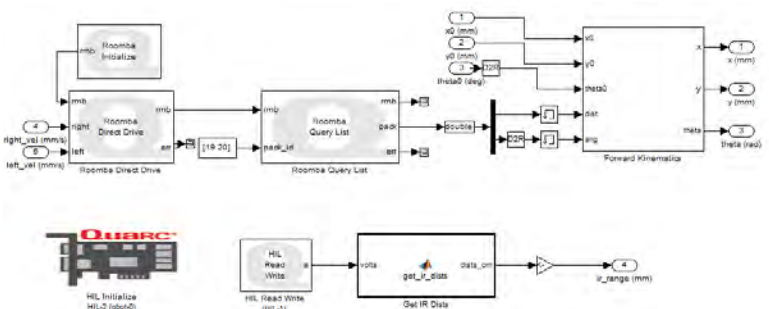 Roomba
Initialize
rmb
rmb
right
left
Roomba
Direct Drive
rmb
err
Roomba Direct Drive
4
right_vel (mm/s)
left_vel (mm/s)
[19 20]
rmb
pack_id
Roomba
Query List
rmb
pack
err
Roomba Query List
double
1
x0 (mm)
2
y0 (mm)
3
theta0 (deg)
D2R
D2R
x0
y0
theta0
dist
ang
x
y
theta
Forward Kinematics
1
x (mm)
2
y (mm)
3
theta (rad)
QUARC
HIL Initialize
HIL
Read
Write
HIL Read Write
volts
get_ir_dists
Get IR Dists
4
ir_range (mm)